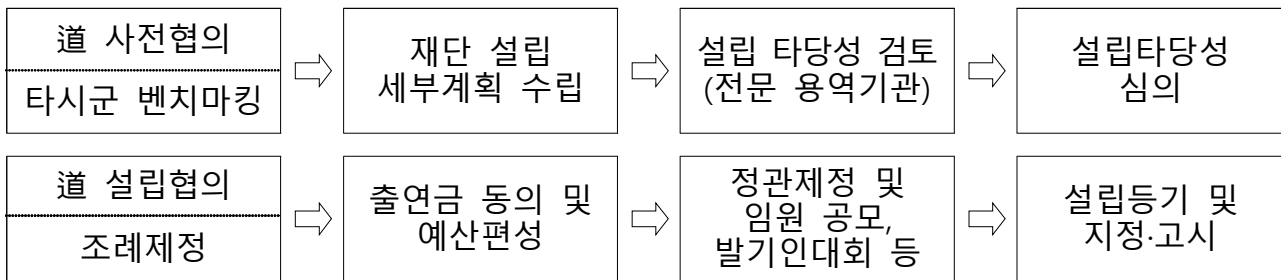 道 사전협의
타시군 벤치마킹
재단 설립
세부계획 수립
설립 타당성 검토
(전문 용역기관)
설립타당성
심의
道 설립협의
조례제정
출연금 동의 및
예산편성
정관제정 및
임원 공모,
발기인대회 등
설립등기 및
지정·고시